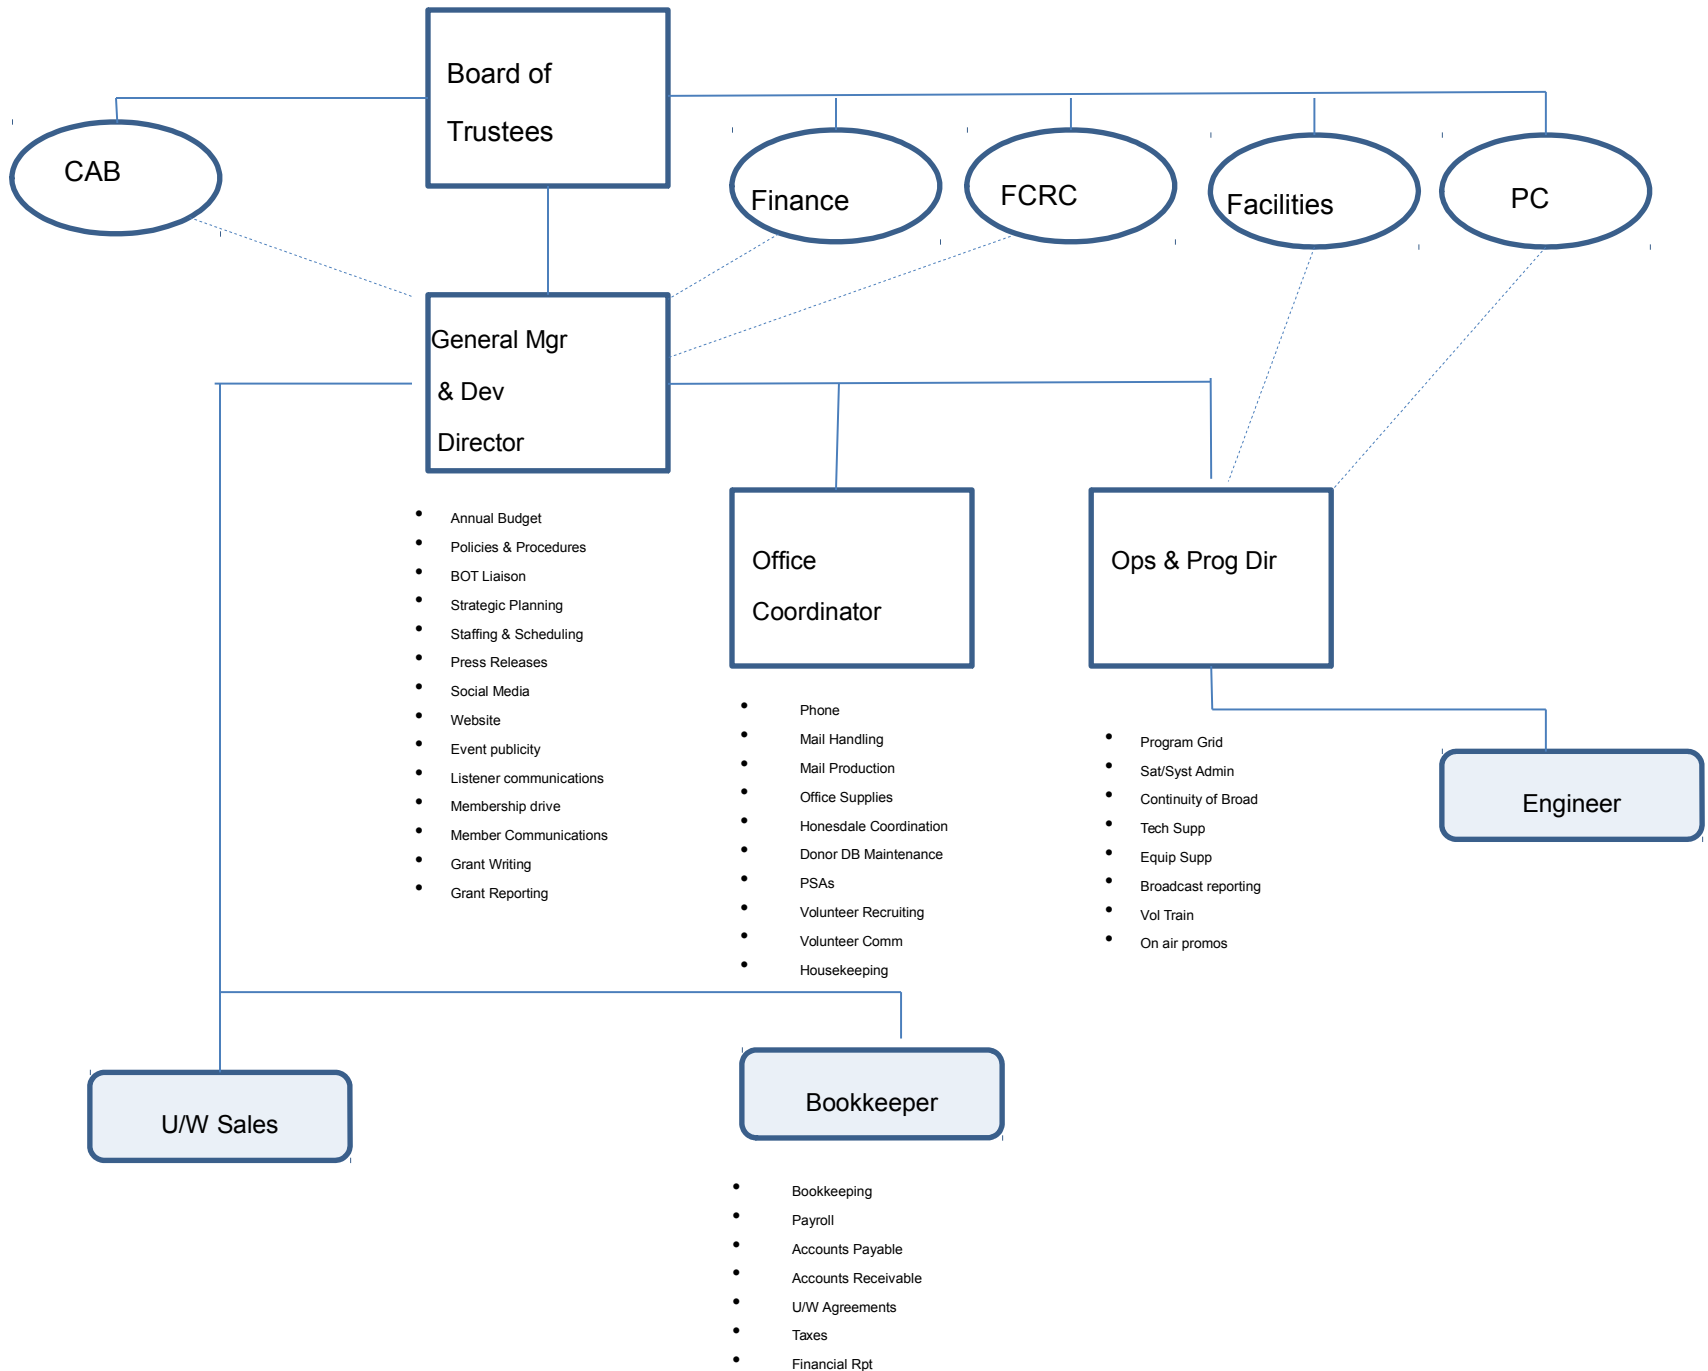 Board of
Trustees
CAB
Finance
FCRC
Facilities
PC
General Mgr
& Dev
Director
Annual Budget
Policies & Procedures
BOT Liaison
Strategic Planning
Staffing & Scheduling
Press Releases
Social Media
Website
Event publicity
Listener communications
Membership drive
Member Communications
Grant Writing
Grant Reporting
Office
Coordinator
Phone
Mail Handling
Mail Production
Office Supplies
Honesdale Coordination
Donor DB Maintenance
PSAs
Volunteer Recruiting
Volunteer Comm
Housekeeping
Ops & Prog Dir
Program Grid
Sat/Syst Admin
Continuity of Broad
Tech Supp
Equip Supp
Broadcast reporting
Vol Train
On air promos
Engineer
U/W Sales
Bookkeeper
Bookkeeping
Payroll
Accounts Payable
Accounts Receivable
U/W Agreements
Taxes
Financial Rpt